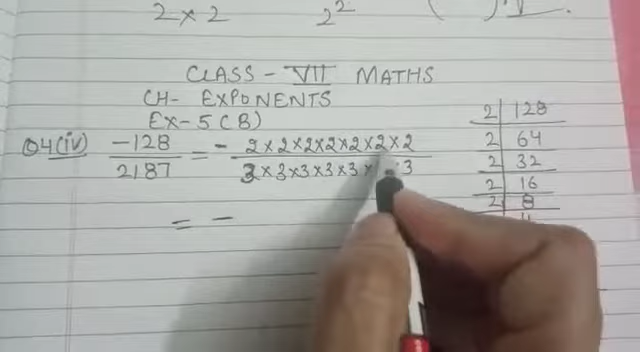 2×2 2²
CLASS - VII MATHS
CH- EXPONENTS
EX-5(B)
Q4(iv) -128/2187 = - 2×2×2×2×2×2×2/3×3×3×3×3× 3
= -
2 | 128
2 | 64
2 | 32
2 | 16
2 | 8